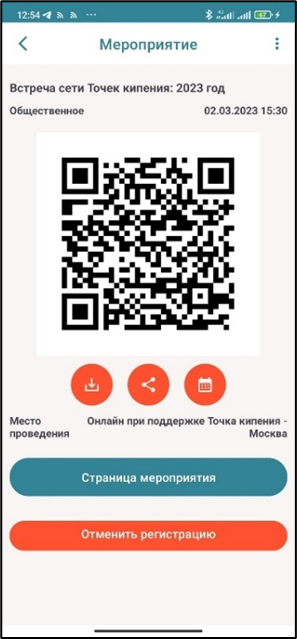 12:54
Мероприятие
Встреча сети Точек кипения: 2023 год
Общественное 02.03.2023 15:30
Место Онлайн при поддержке Точка кипения -
проведения Москва
Страница мероприятия
Отменить регистрацию